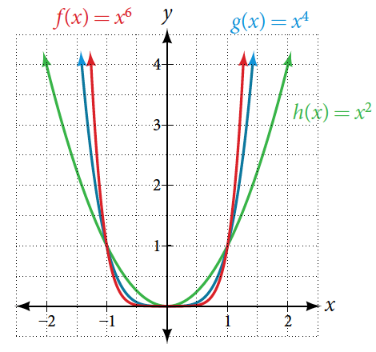 f(x) = x⁶
y
g(x) = x⁴
4
h(x) = x²
3
2
1
x
−2
−1
1
2